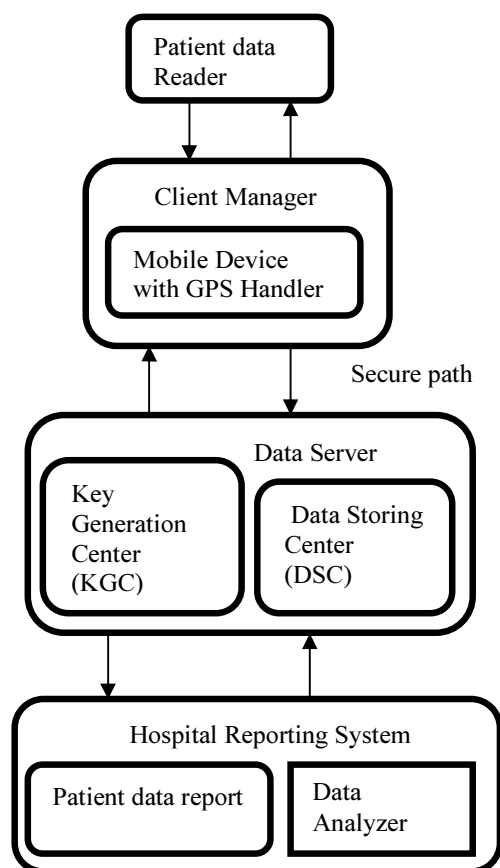 Patient data
Reader
Client Manager
Mobile Device
with GPS Handler
Secure path
Data Server
Key
Generation
Center
(KGC)
Data Storing
Center
(DSC)
Hospital Reporting System
Patient data report
Data
Analyzer